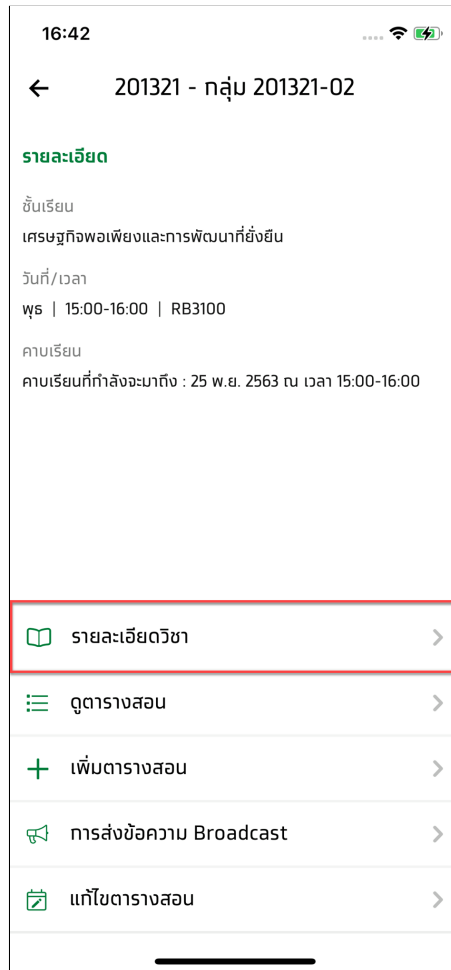 16:42
201321 - กลุ่ม 201321-02
รายละเอียด
ชั้นเรียน
เศรษฐกิจพอเพียงและการพัฒนาที่ยั่งยืน
วันที่/เวลา
พุธ | 15:00-16:00 | RB3100
คาบเรียน
คาบเรียนที่กำลังจะมาถึง : 25 พ.ย. 2563 ณ เวลา 15:00-16:00
รายละเอียดวิชา
ดูตารางสอน
เพิ่มตารางสอน
การส่งข้อความ Broadcast
แก้ไขตารางสอน